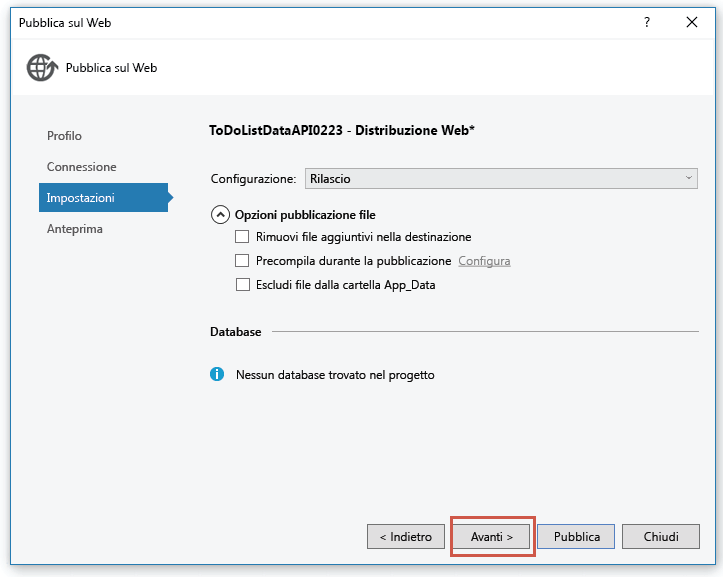 Pubblica sul Web
?
Pubblica sul Web
Profilo
Connessione
Impostazioni
Anteprima
ToDoListDataAPI0223 - Distribuzione Web*
Configurazione: Rilascio
Opzioni pubblicazione file
Rimuovi file aggiuntivi nella destinazione
Precompila durante la pubblicazione Configura
Escludi file dalla cartella App_Data
Database
Nessun database trovato nel progetto
< Indietro Avanti > Pubblica Chiudi